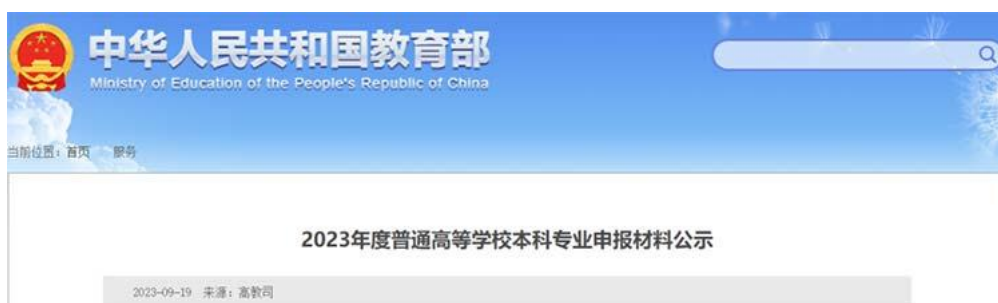 中华人民共和国教育部
Ministry of Education of the People's Republic of China
当前位置：首页 服务
2023年度普通高等学校本科专业申报材料公示
2023-09-19 来源：高教司